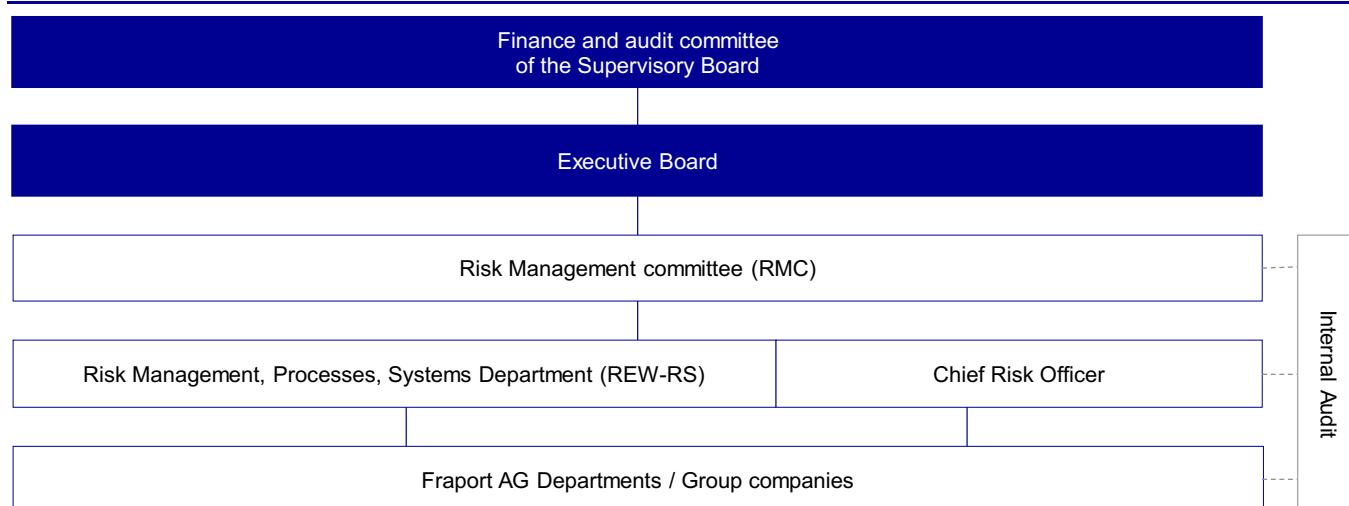 Finance and audit committee
of the Supervisory Board
Executive Board
Risk Management committee (RMC)
Risk Management, Processes, Systems Department (REW-RS)
Chief Risk Officer
Internal Audit
Fraport AG Departments / Group companies